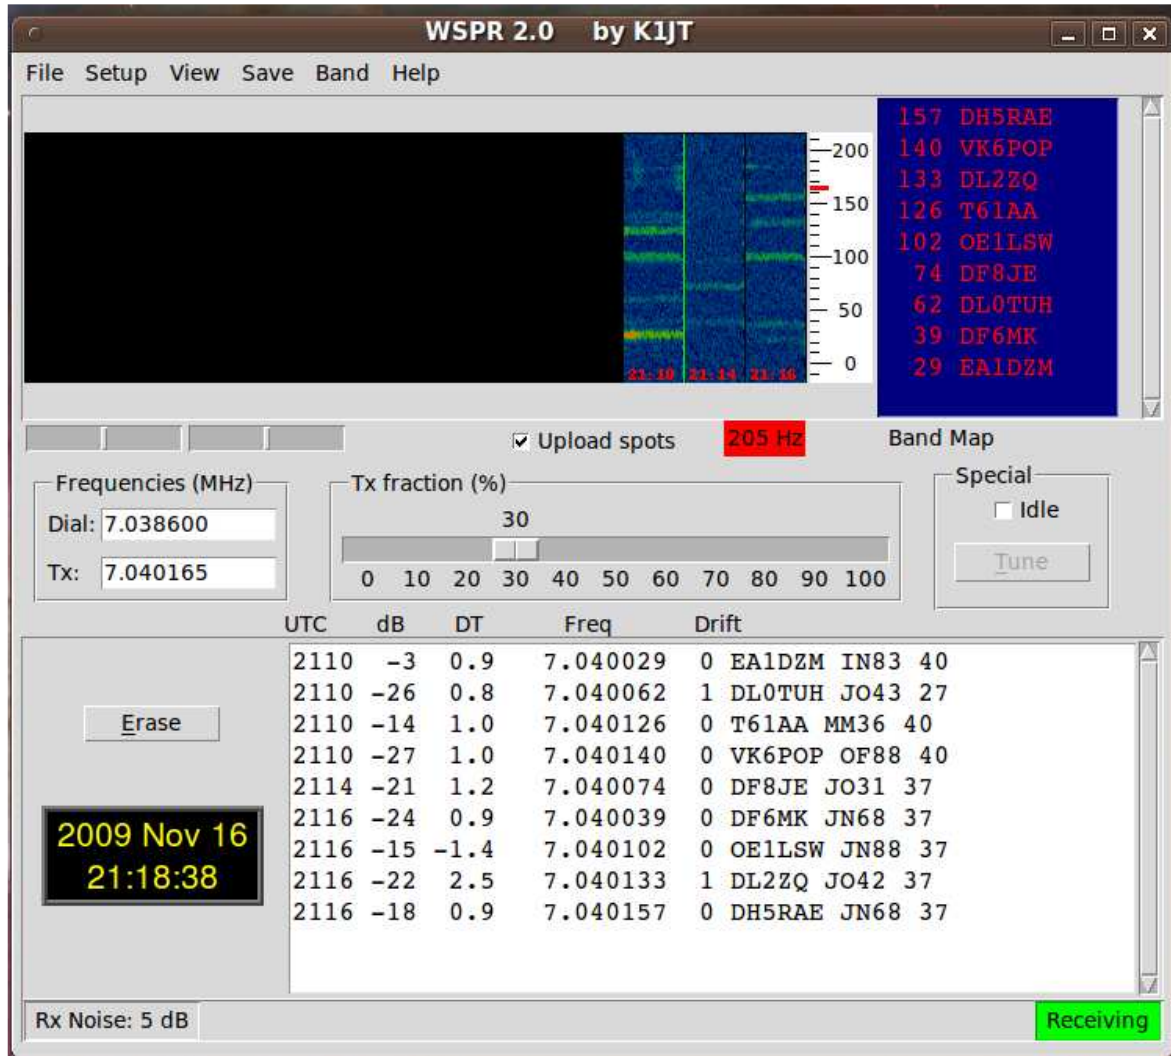 WSPR 2.0 by K1JT
File Setup View Save Band Help
157 DH5RAE
140 VK6POP
133 DL2ZQ
126 T61AA
102 OE1LSW
74 DF8JE
62 DL0TUH
39 DF6MK
29 EA1DZM
200
150
100
50
0
21:10 21:14 21:16
Upload spots 205 Hz Band Map
Frequencies (MHz)
Dial: 7.038600
Tx: 7.040165
Tx fraction (%)
30
0 10 20 30 40 50 60 70 80 90 100
Special
Idle
Tune
UTC dB DT Freq Drift
2110 -3 0.9 7.040029 0 EA1DZM IN83 40
2110 -26 0.8 7.040062 1 DL0TUH JO43 27
2110 -14 1.0 7.040126 0 T61AA MM36 40
2110 -27 1.0 7.040140 0 VK6POP OF88 40
2114 -21 1.2 7.040074 0 DF8JE JO31 37
2116 -24 0.9 7.040039 0 DF6MK JN68 37
2116 -15 -1.4 7.040102 0 OE1LSW JN88 37
2116 -22 2.5 7.040133 1 DL2ZQ JO42 37
2116 -18 0.9 7.040157 0 DH5RAE JN68 37
Erase
2009 Nov 16
21:18:38
Rx Noise: 5 dB
Receiving